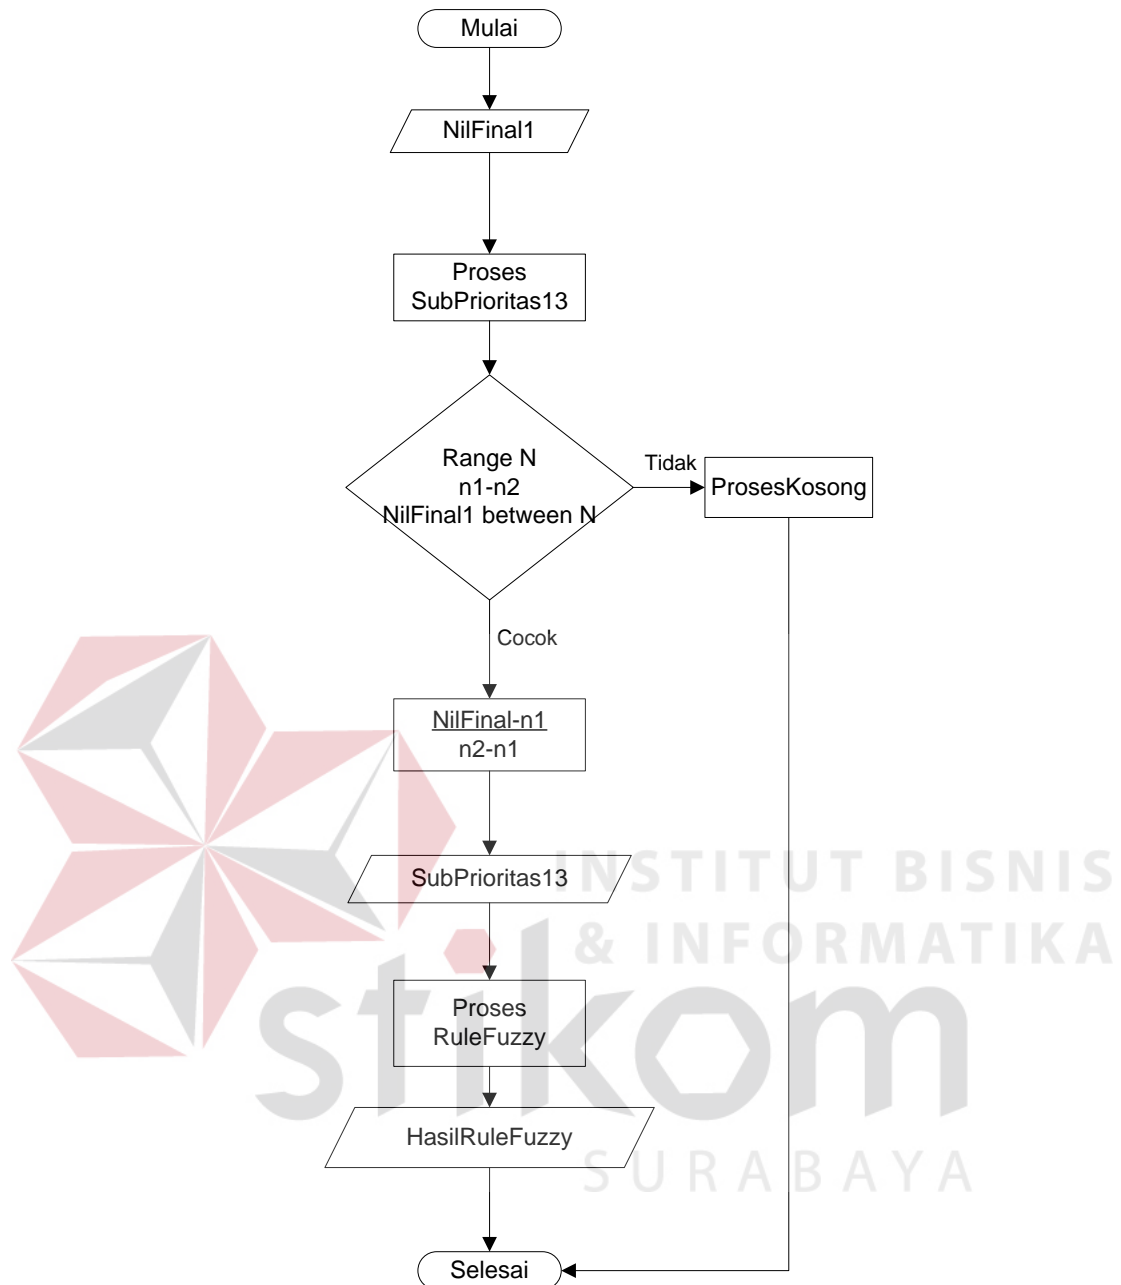 Mulai
NilFinal1
Proses
SubPrioritas13
Range N
n1-n2
NilFinal1 between N
Tidak
ProsesKosong
Cocok
NilFinal-n1
n2-n1
SubPrioritas13
INSTITUT BISNIS
& INFORMATIKA
stikom
SURABAYA
Proses
RuleFuzzy
HasilRuleFuzzy
Selesai